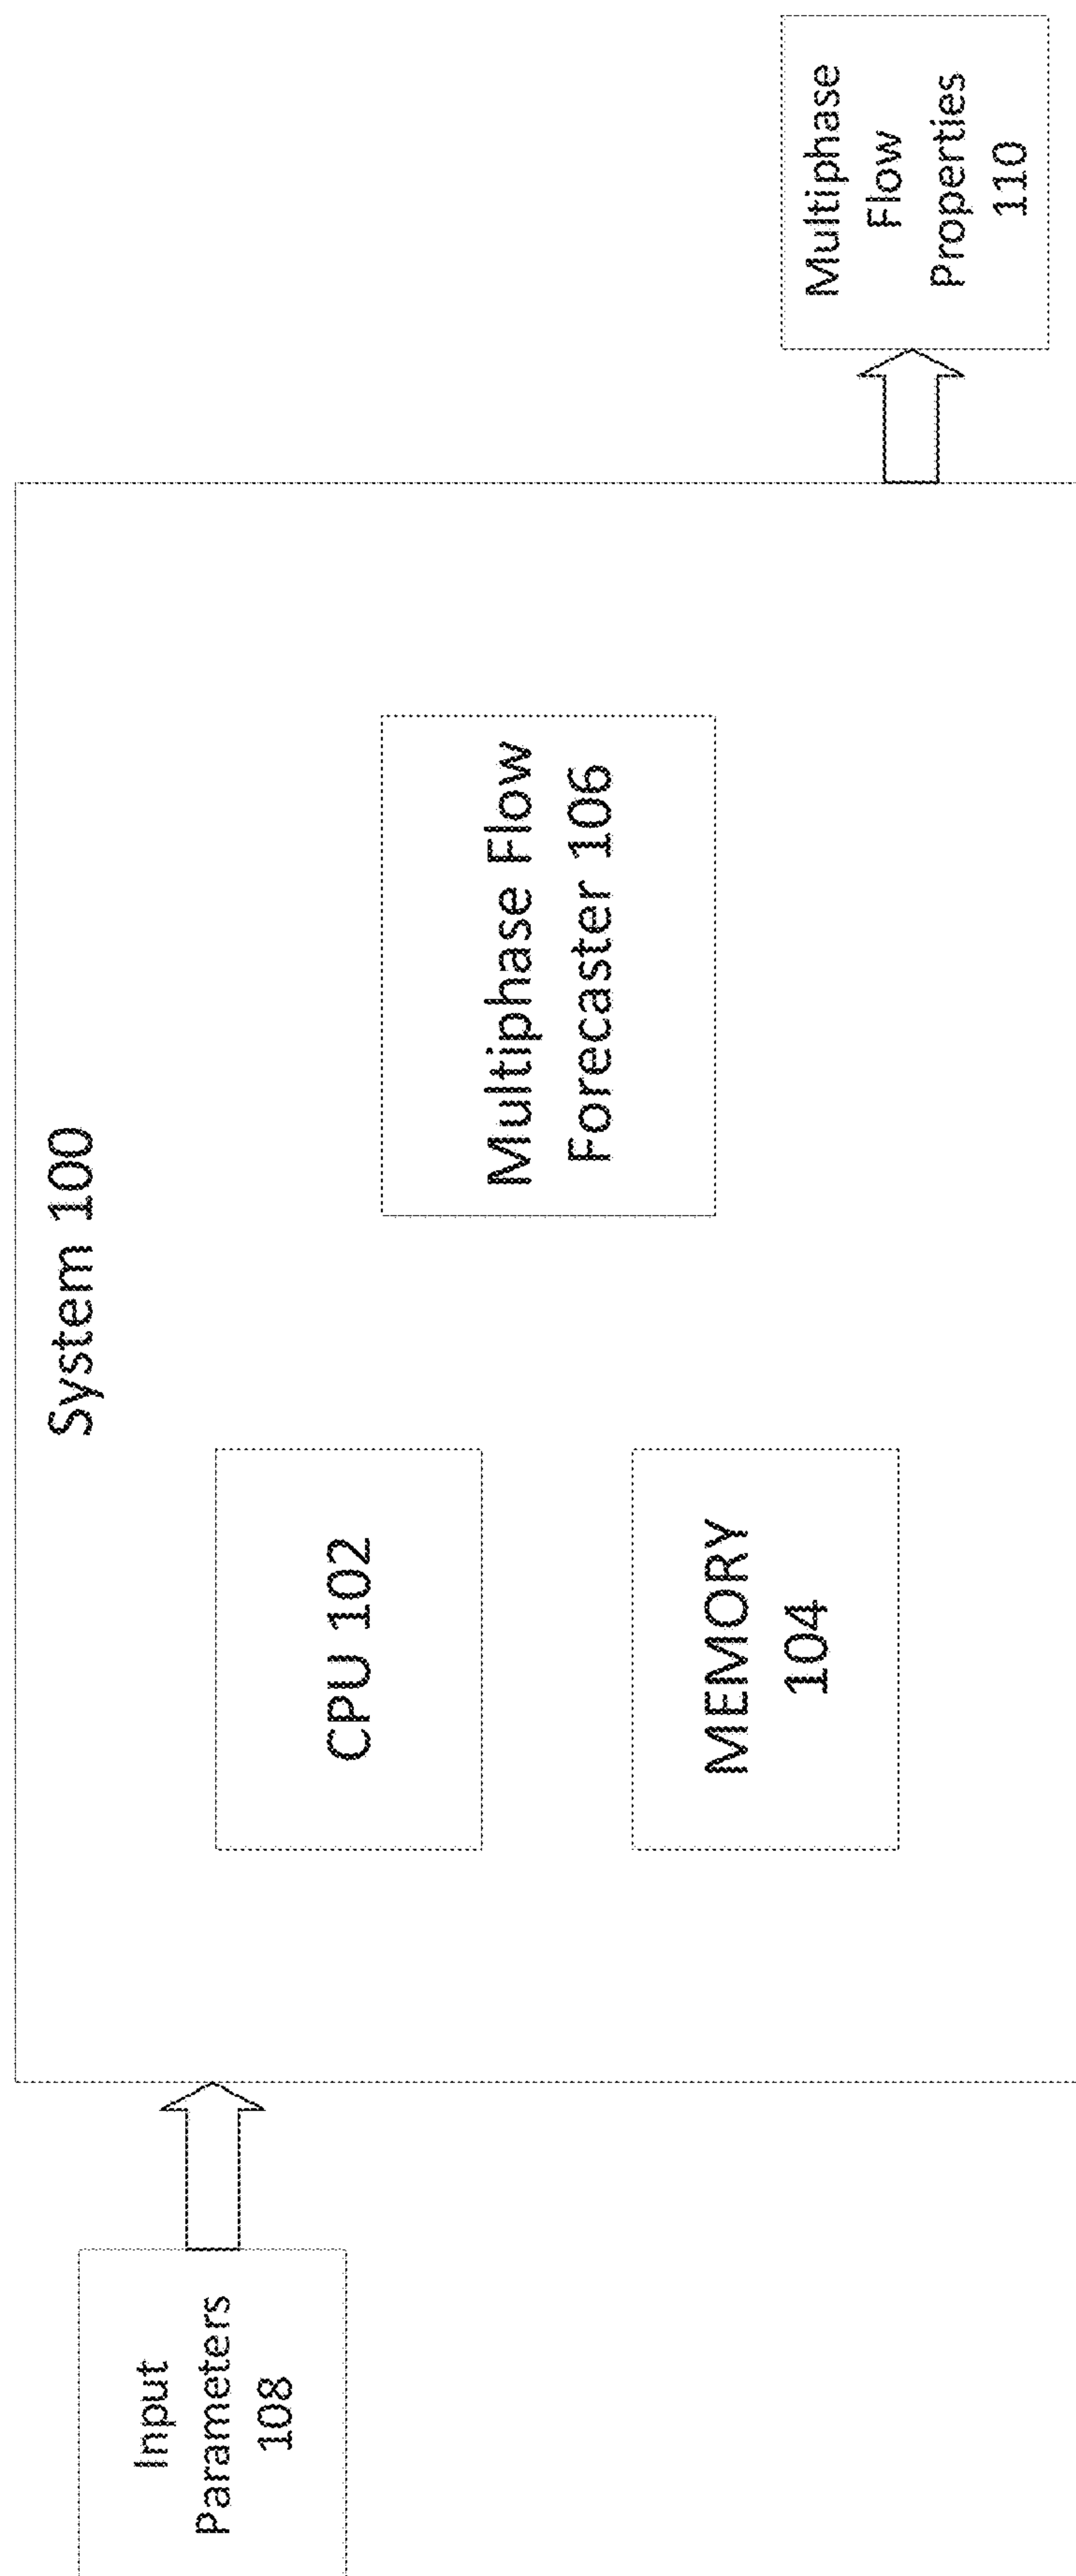 System 100
Input
Parameters
108
CPU 102
MEMORY
104
Multiphase Flow
Forecaster 106
Multiphase
Flow
Properties
110